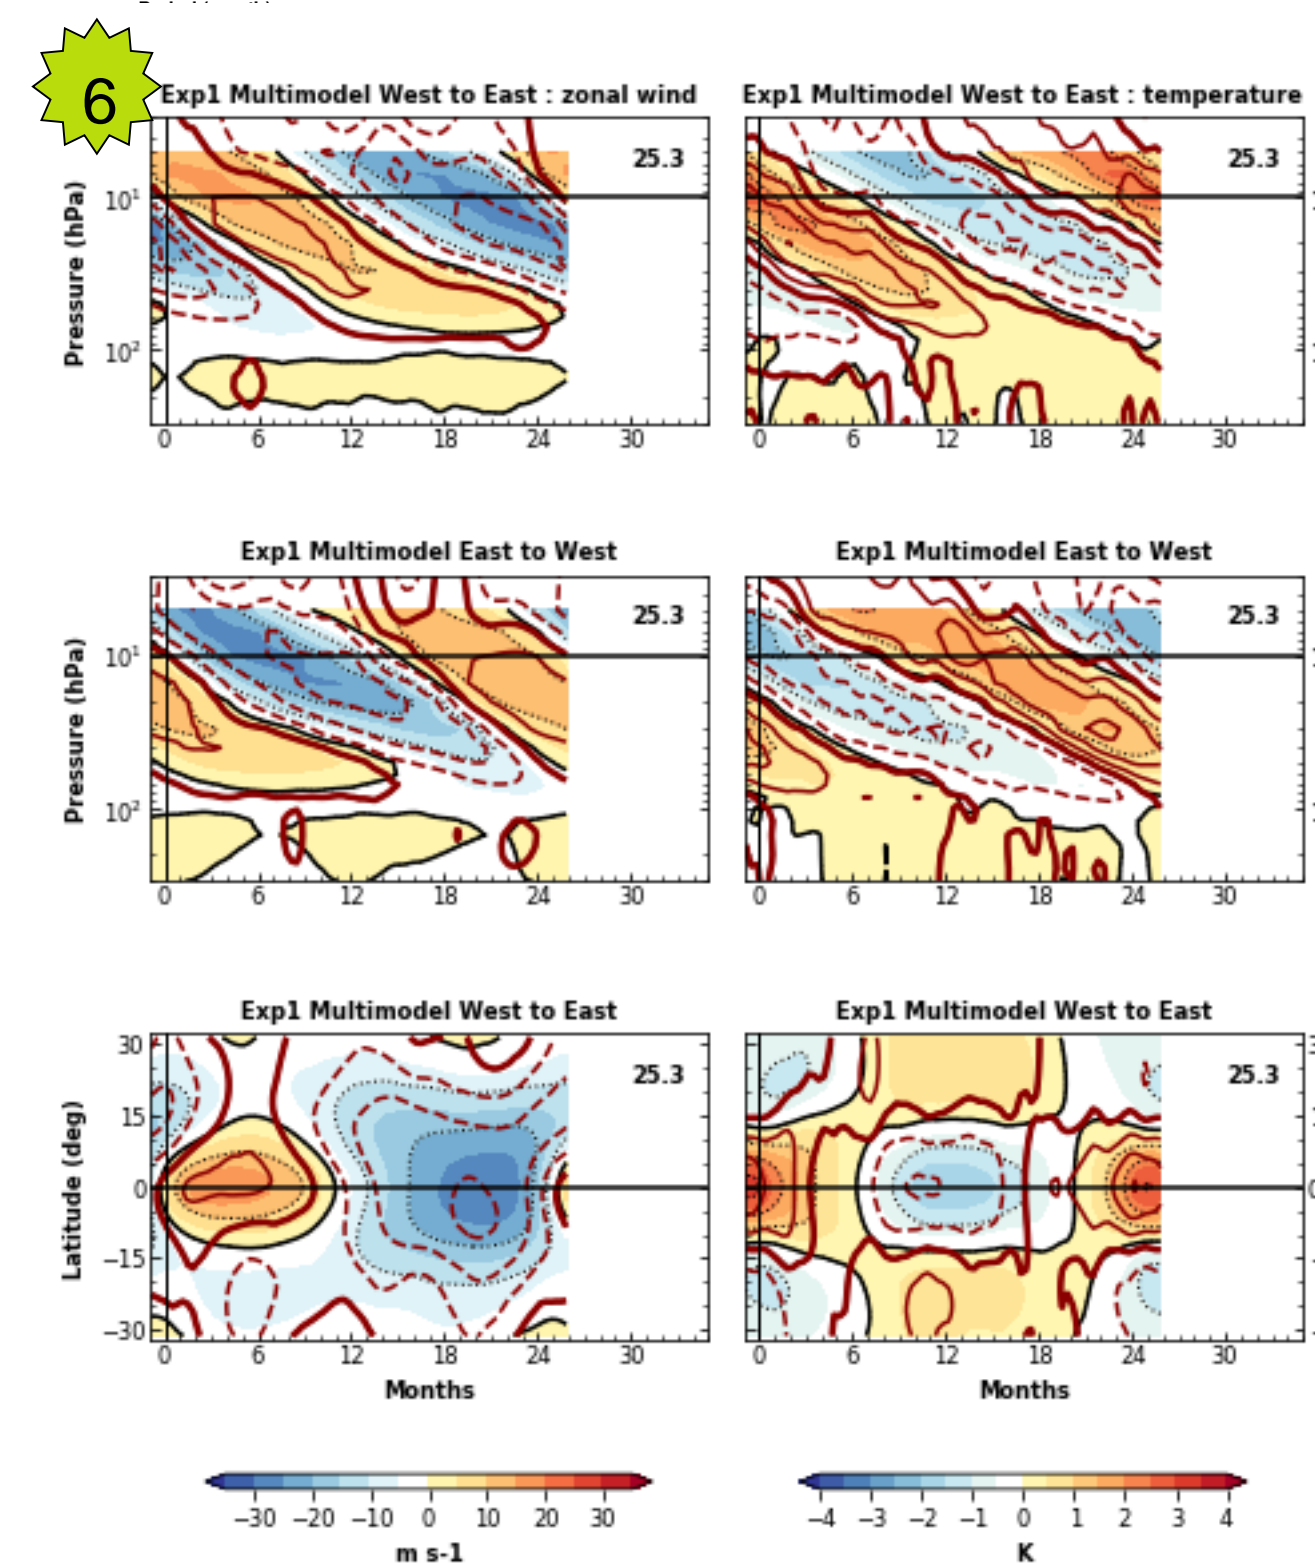 6
Exp1 Multimodel West to East : zonal wind
Exp1 Multimodel West to East : temperature
25.3
25.3
Pressure (hPa)
10¹
10²
0 6 12 18 24 30
0 6 12 18 24 30
Exp1 Multimodel East to West
Exp1 Multimodel East to West
25.3
25.3
Pressure (hPa)
10¹
10²
0 6 12 18 24 30
0 6 12 18 24 30
Exp1 Multimodel West to East
Exp1 Multimodel West to East
25.3
25.3
Latitude (deg)
30
15
0
−15
−30
0 6 12 18 24 30
0 6 12 18 24 30
Months
Months
−30 −20 −10 0 10 20 30
−4 −3 −2 −1 0 1 2 3 4
m s-1
K